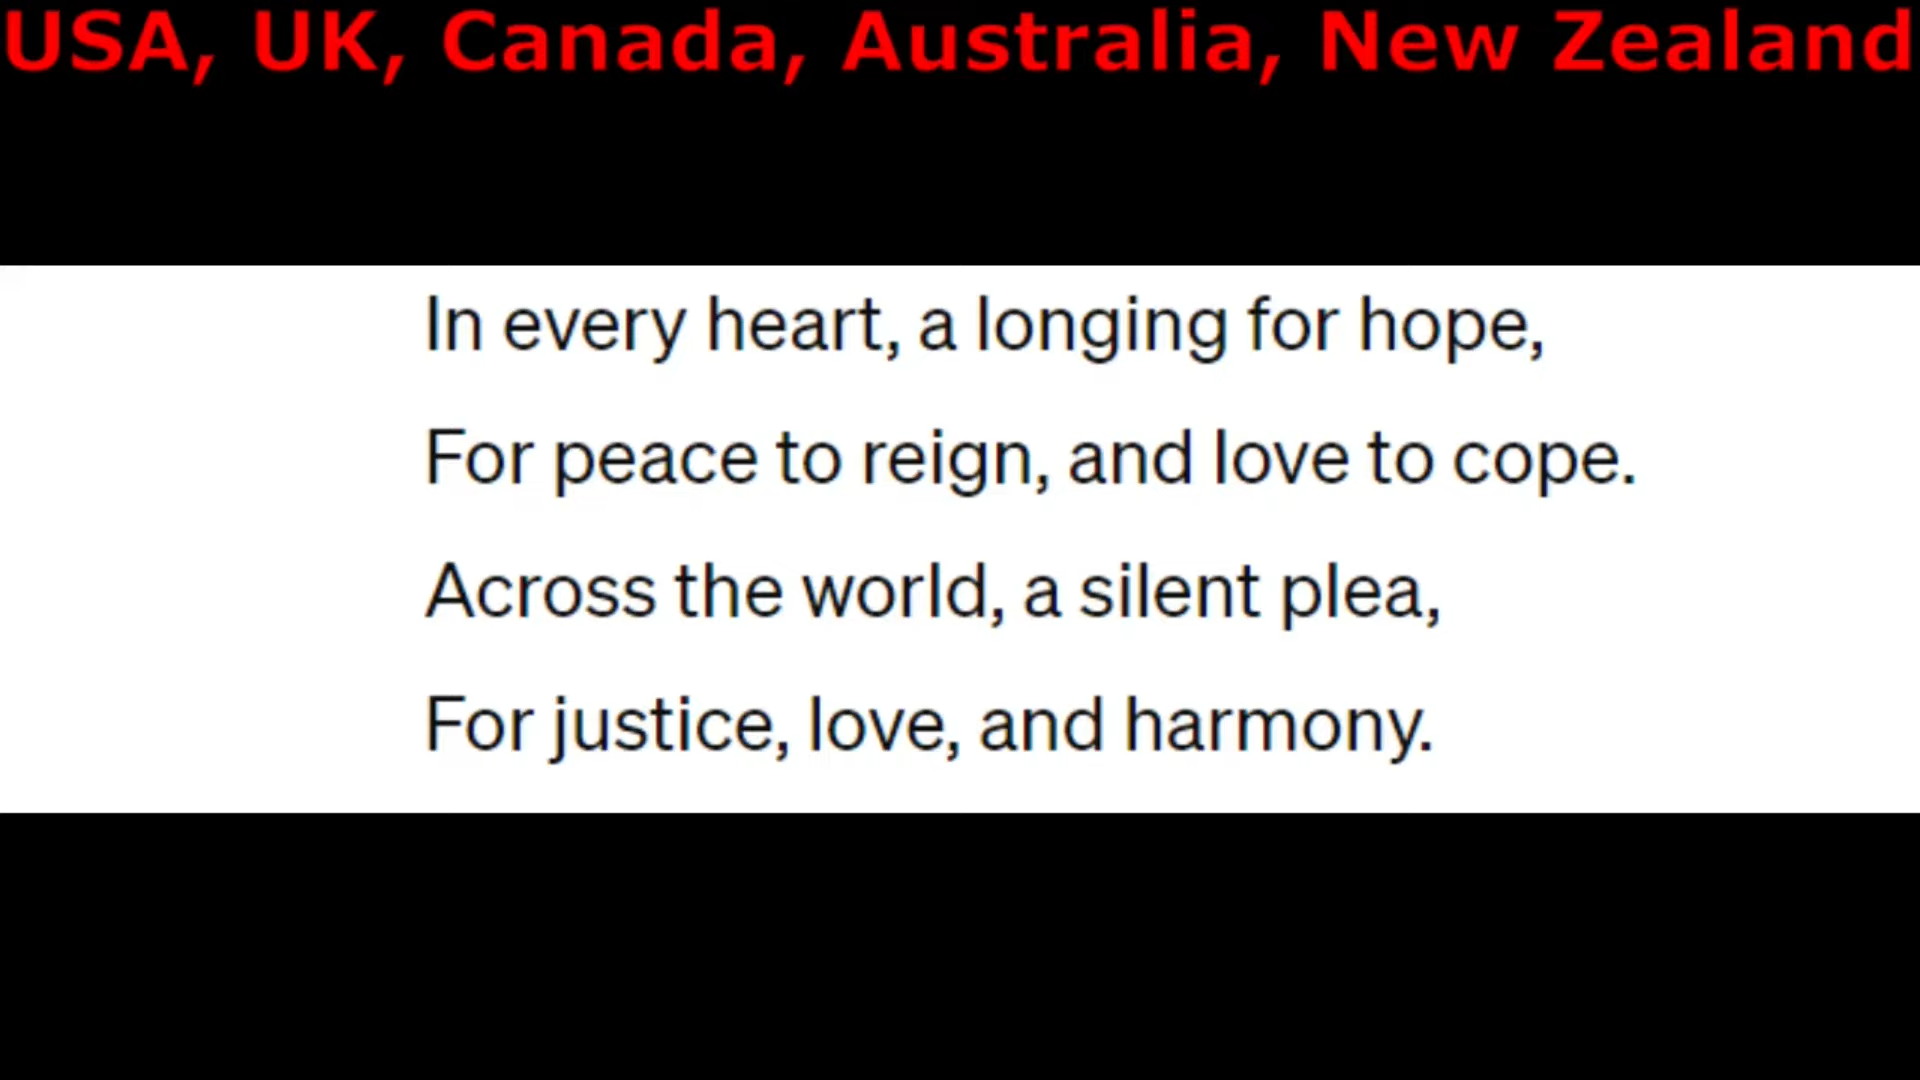 USA, UK, Canada, Australia, New Zealand
In every heart, a longing for hope,
For peace to reign, and love to cope.
Across the world, a silent plea,
For justice, love, and harmony.